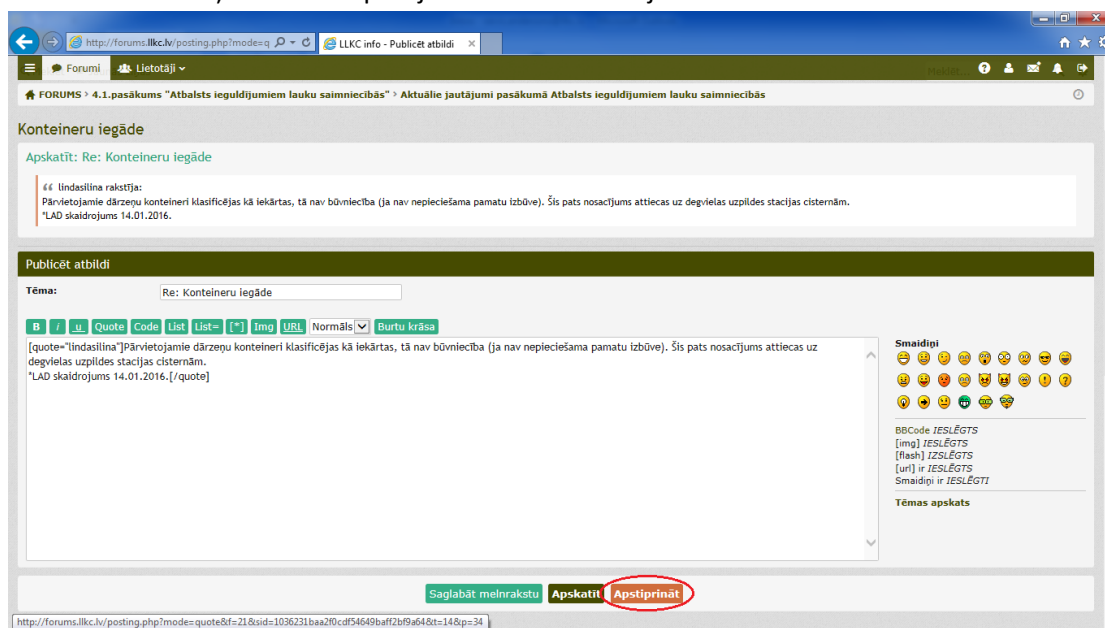 http://forums.llkc.lv/posting.php?mode=q
LLKC info - Publicēt atbildi
Forumi
Lietotāji
FORUMS › 4.1.pasākums "Atbalsts ieguldījumiem lauku saimniecībās" › Aktuālie jautājumi pasākumā Atbalsts ieguldījumiem lauku saimniecībās
Konteineru iegāde
Apskatīt: Re: Konteineru iegāde
lindasilina rakstīja:
Pārvietojamie dārzeņu konteineri klasificējas kā iekārtas, tā nav būvniecība (ja nav nepieciešama pamatu izbūve). Šis pats nosacījums attiecas uz degvielas uzpildes stacijas cisternām.
*LAD skaidrojums 14.01.2016.
Publicēt atbildi
Tēma: Re: Konteineru iegāde
B i u Quote Code List List= [*] Img URL Normāls Burtu krāsa
[quote="lindasilina"]Pārvietojamie dārzeņu konteineri klasificējas kā iekārtas, tā nav būvniecība (ja nav nepieciešama pamatu izbūve). Šis pats nosacījums attiecas uz
degvielas uzpildes stacijas cisternām.
*LAD skaidrojums 14.01.2016.[/quote]
Smaidiņi
BBCode IESLĒGTS
[img] IESLĒGTS
[flash] IZSLĒGTS
[url] ir IESLĒGTS
Smaidiņi ir IESLĒGTI
Tēmas apskats
Saglabāt melnrakstu Apskatīt Apstiprināt
http://forums.llkc.lv/posting.php?mode=quote&f=21&sid=1036231baa2f0cdf54649baff2bf9a64&t=14&p=34